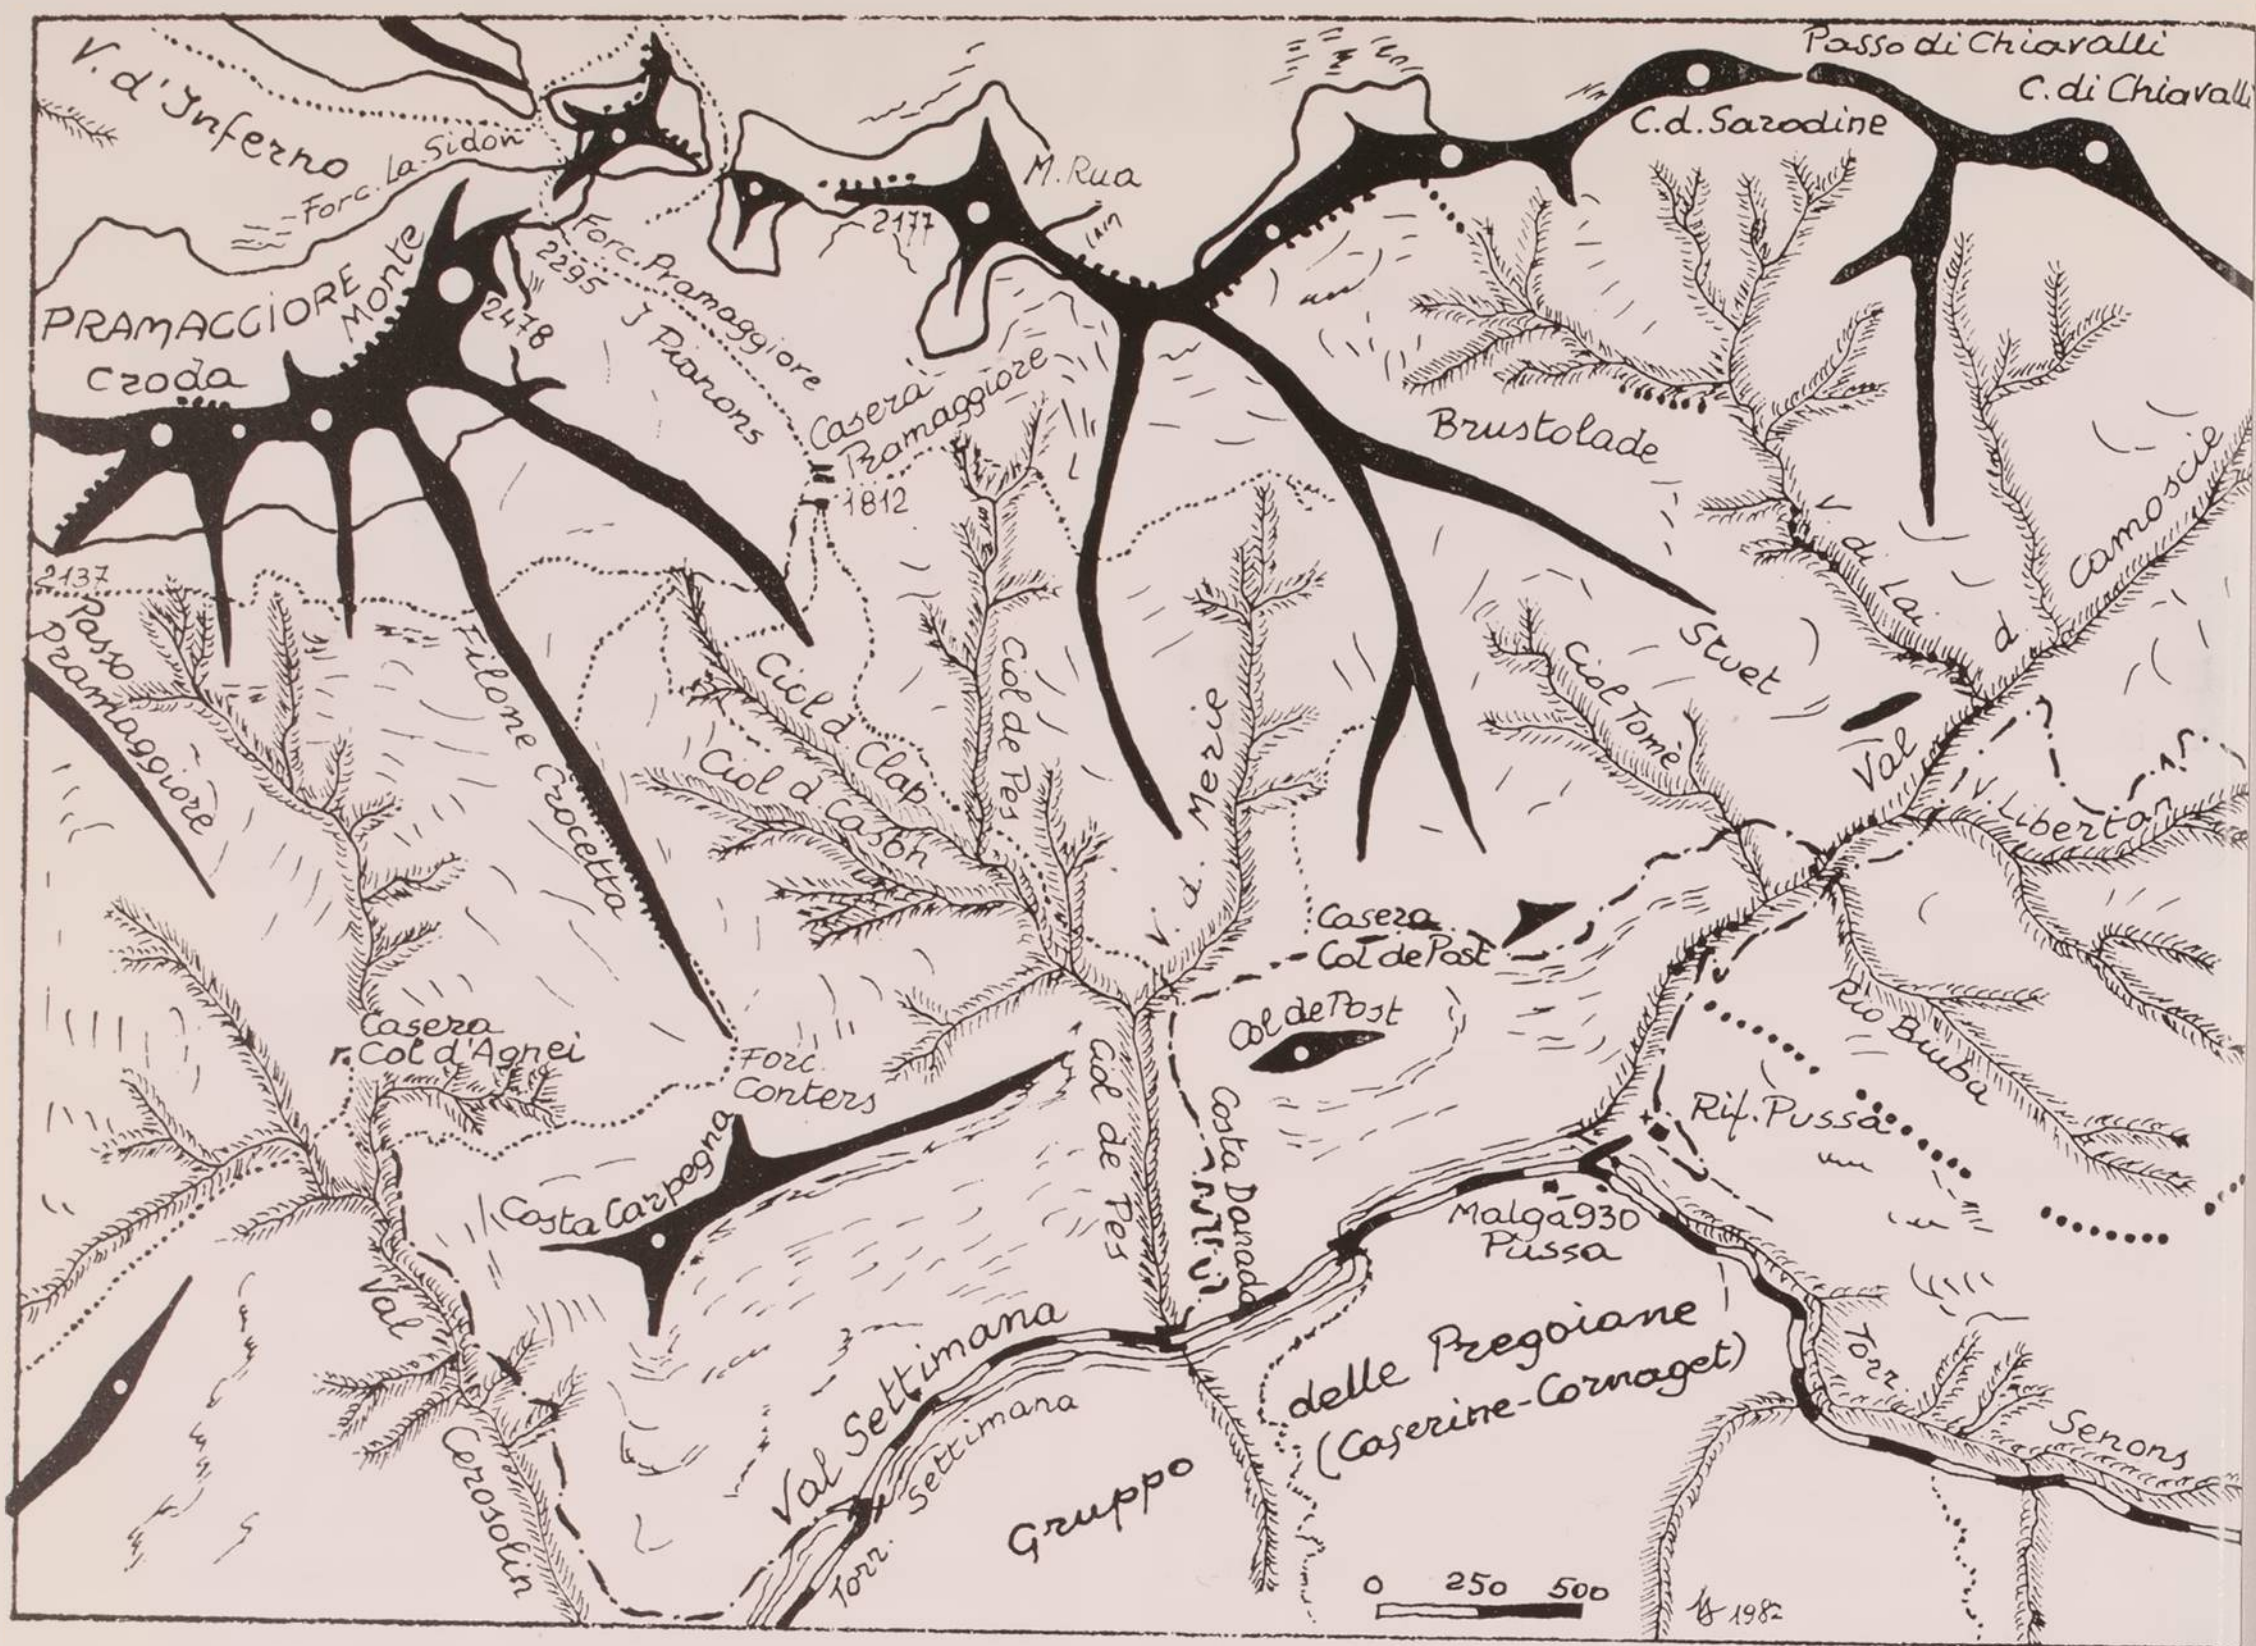 Passo di Chiavalli
C. di Chiavalli
V. d'Inferno
Forc. La Sidon
C.d. Sarodine
M. Rua
2177
Forc. Pramaggiore
2295
PRAMAGGIORE
Monte
2478
Croda
I Pianons
Casera
Pramaggiore
1812
Brustolade
2137
Passo
Pramaggiore
Filone Crocetta
Ciol d. Clap
Ciol d Cason
Ciol de Pes
V. d. Merie
Ciol Tomè
Stuet
V. di Lai
Val d. Camoscie
V. Libertan
Casera
Col de Post
Col de Post
Rio Bimba
Casera
r. Col d'Agnei
Forc.
Conters
Costa Carpegna
Ciol de Pes
Costa Danada
Rif. Pussa
Malga 930
Pussa
Val
Cerosolin
Val Settimana
Torr. Settimana
Gruppo
delle Pregoiane
(Caserine-Cornaget)
Torr.
Senons
0 250 500
1982